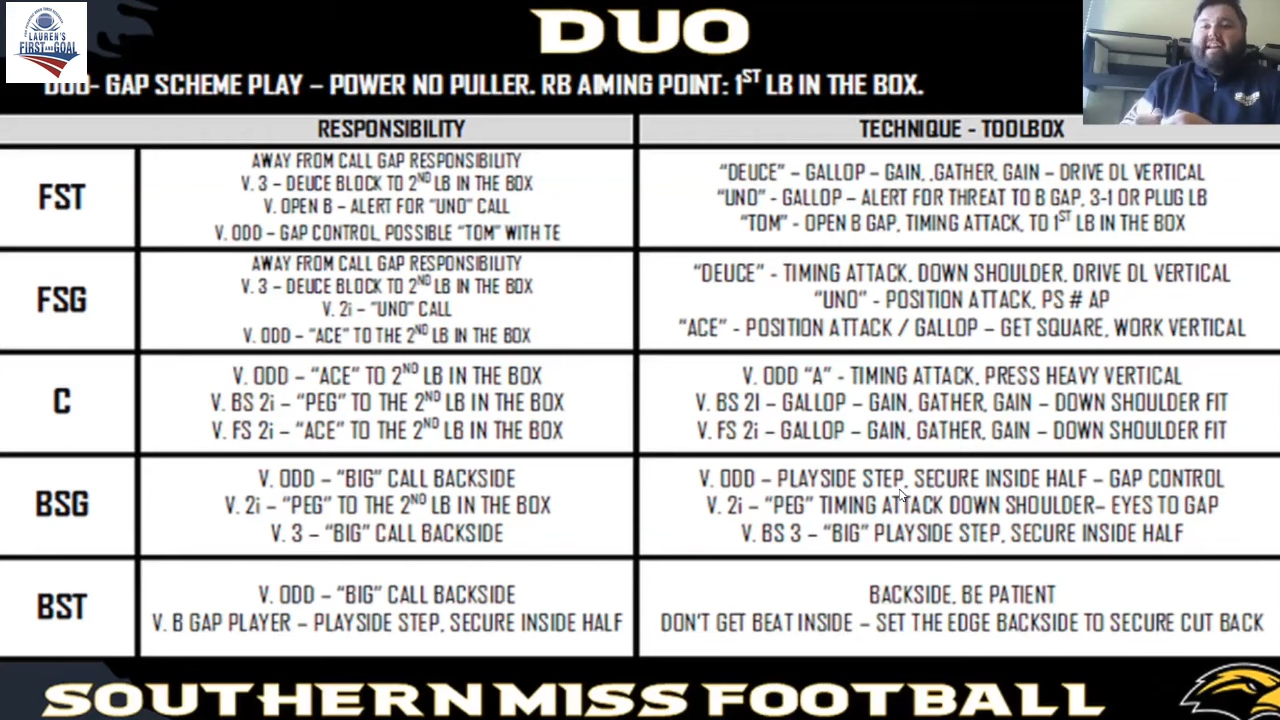 LAUREN'S
FIRST AND GOAL
DUO
DUO- GAP SCHEME PLAY – POWER NO PULLER. RB AIMING POINT: 1ST LB IN THE BOX.
RESPONSIBILITY
TECHNIQUE - TOOLBOX
FST
AWAY FROM CALL GAP RESPONSIBILITY
V. 3 – DEUCE BLOCK TO 2ND LB IN THE BOX
V. OPEN B – ALERT FOR “UNO” CALL
V. ODD – GAP CONTROL, POSSIBLE “TOM” WITH TE
“DEUCE” – GALLOP – GAIN, ,GATHER, GAIN – DRIVE DL VERTICAL
“UNO” - GALLOP – ALERT FOR THREAT TO B GAP, 3-1 OR PLUG LB
“TOM” - OPEN B GAP, TIMING ATTACK, TO 1ST LB IN THE BOX
FSG
AWAY FROM CALL GAP RESPONSIBILITY
V. 3 – DEUCE BLOCK TO 2ND LB IN THE BOX
V. 2i – “UNO” CALL
V. ODD – “ACE” TO THE 2ND LB IN THE BOX
“DEUCE” - TIMING ATTACK, DOWN SHOULDER, DRIVE DL VERTICAL
“UNO” - POSITION ATTACK, PS # AP
“ACE” - POSITION ATTACK / GALLOP – GET SQUARE, WORK VERTICAL
C
V. ODD – “ACE” TO 2ND LB IN THE BOX
V. BS 2i – “PEG” TO THE 2ND LB IN THE BOX
V. FS 2i – “ACE” TO THE 2ND LB IN THE BOX
V. ODD “A” - TIMING ATTACK, PRESS HEAVY VERTICAL
V. BS 2I – GALLOP – GAIN, GATHER, GAIN – DOWN SHOULDER FIT
V. FS 2i – GALLOP – GAIN, GATHER, GAIN – DOWN SHOULDER FIT
BSG
V. ODD – “BIG” CALL BACKSIDE
V. 2i – “PEG” TO THE 2ND LB IN THE BOX
V. 3 – “BIG” CALL BACKSIDE
V. ODD – PLAYSIDE STEP, SECURE INSIDE HALF – GAP CONTROL
V. 2i – “PEG” TIMING ATTACK DOWN SHOULDER– EYES TO GAP
V. BS 3 – “BIG” PLAYSIDE STEP, SECURE INSIDE HALF
BST
V. ODD – “BIG” CALL BACKSIDE
V. B GAP PLAYER – PLAYSIDE STEP, SECURE INSIDE HALF
BACKSIDE, BE PATIENT
DON'T GET BEAT INSIDE – SET THE EDGE BACKSIDE TO SECURE CUT BACK
SOUTHERN MISS FOOTBALL